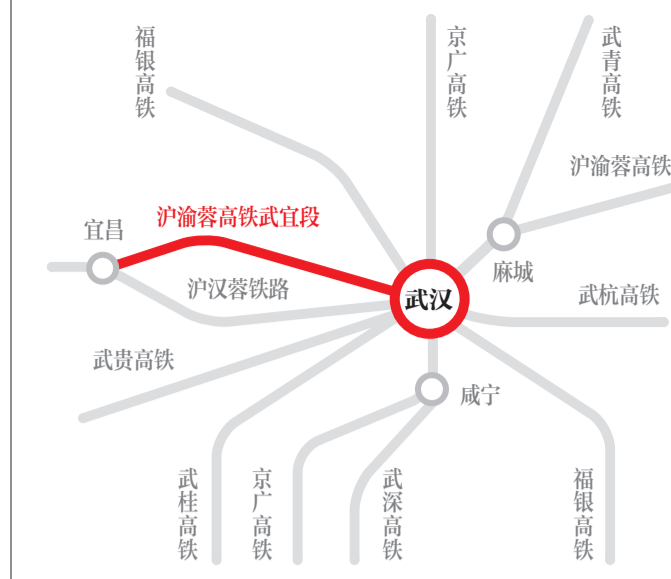 福银高铁
京广高铁
武青高铁
沪渝蓉高铁
沪渝蓉高铁武宜段
宜昌
麻城
沪汉蓉铁路
武汉
武杭高铁
武贵高铁
咸宁
武桂高铁
京广高铁
武深高铁
福银高铁